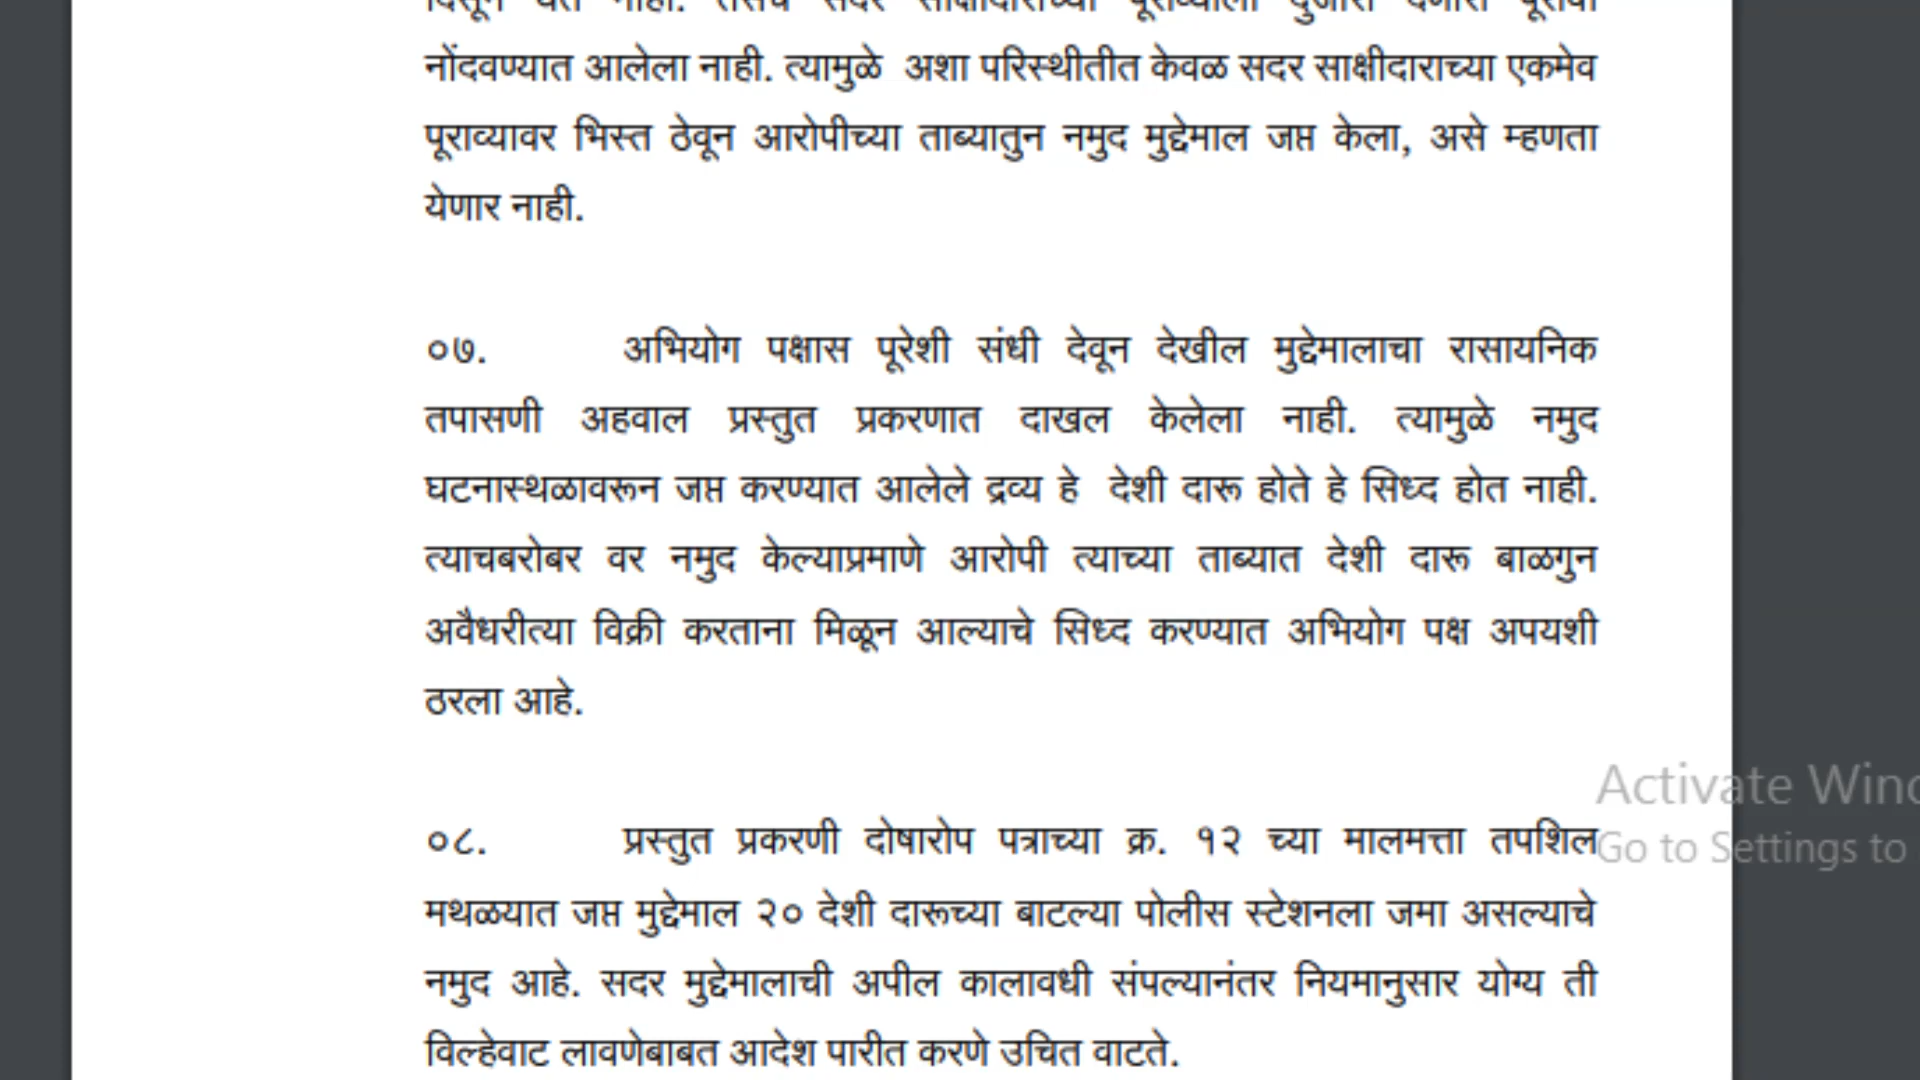 नोंदवण्यात आलेला नाही. त्यामुळे अशा परिस्थीतीत केवळ सदर साक्षीदाराच्या एकमेव
पूराव्यावर भिस्त ठेवून आरोपीच्या ताब्यातुन नमुद मुद्देमाल जप्त केला, असे म्हणता
येणार नाही.
०७. अभियोग पक्षास पूरेशी संधी देवून देखील मुद्देमालाचा रासायनिक
तपासणी अहवाल प्रस्तुत प्रकरणात दाखल केलेला नाही. त्यामुळे नमुद
घटनास्थळावरून जप्त करण्यात आलेले द्रव्य हे देशी दारू होते हे सिध्द होत नाही.
त्याचबरोबर वर नमुद केल्याप्रमाणे आरोपी त्याच्या ताब्यात देशी दारू बाळगुन
अवैधरीत्या विक्री करताना मिळून आल्याचे सिध्द करण्यात अभियोग पक्ष अपयशी
ठरला आहे.
०८. प्रस्तुत प्रकरणी दोषारोप पत्राच्या क्र. १२ च्या मालमत्ता तपशिल
मथळयात जप्त मुद्देमाल २० देशी दारूच्या बाटल्या पोलीस स्टेशनला जमा असल्याचे
नमुद आहे. सदर मुद्देमालाची अपील कालावधी संपल्यानंतर नियमानुसार योग्य ती
विल्हेवाट लावणेबाबत आदेश पारीत करणे उचित वाटते.
Activate Wind
Go to Settings to